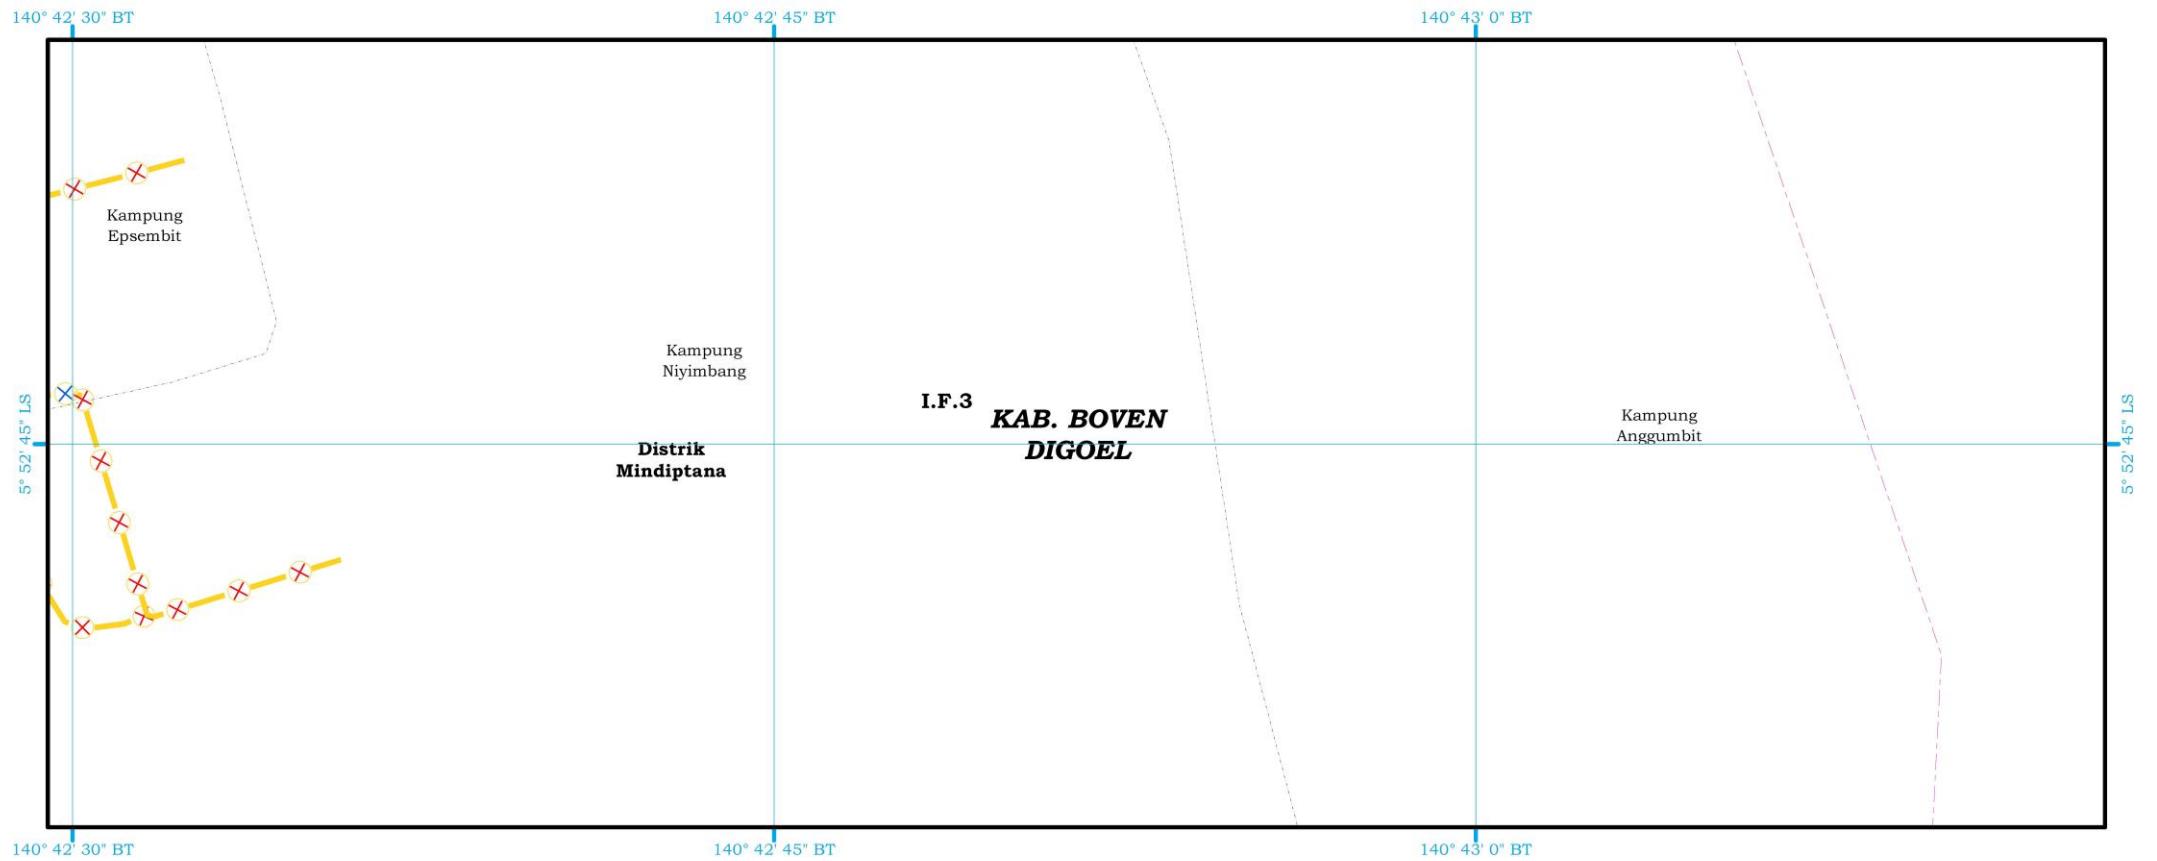 140° 42' 30" BT
140° 42' 45" BT
140° 43' 0" BT
Kampung
Epsembit
Kampung
Niyimbang
I.F.3
KAB. BOVEN
DIGOEL
Kampung
Anggumbit
Distrik
Mindiptana
5° 52' 45" LS
5° 52' 45" LS
140° 42' 30" BT
140° 42' 45" BT
140° 43' 0" BT